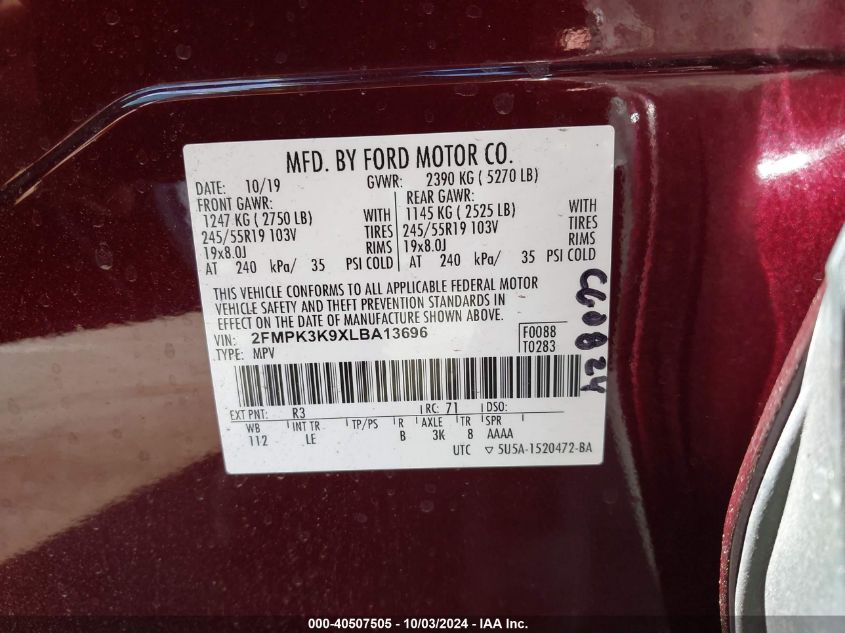 MFD. BY FORD MOTOR CO.
DATE: 10/19 GVWR: 2390 KG ( 5270 LB)
FRONT GAWR: REAR GAWR:
1247 KG ( 2750 LB) WITH 1145 KG ( 2525 LB) WITH
245/55R19 103V TIRES 245/55R19 103V TIRES
19x8.0J RIMS 19x8.0J RIMS
AT 240 kPa/ 35 PSI COLD AT 240 kPa/ 35 PSI COLD
THIS VEHICLE CONFORMS TO ALL APPLICABLE FEDERAL MOTOR
VEHICLE SAFETY AND THEFT PREVENTION STANDARDS IN
EFFECT ON THE DATE OF MANUFACTURE SHOWN ABOVE.
VIN: 2FMPK3K9XLBA13696 F0088
TYPE: MPV T0283
EXT PNT: R3 RC: 71 DSO:
WB INT TR TP/PS R AXLE TR SPR
112 LE B 3K 8 AAAA
UTC ▽ 5U5A-1520472-BA
000-40507505 - 10/03/2024 - IAA Inc.